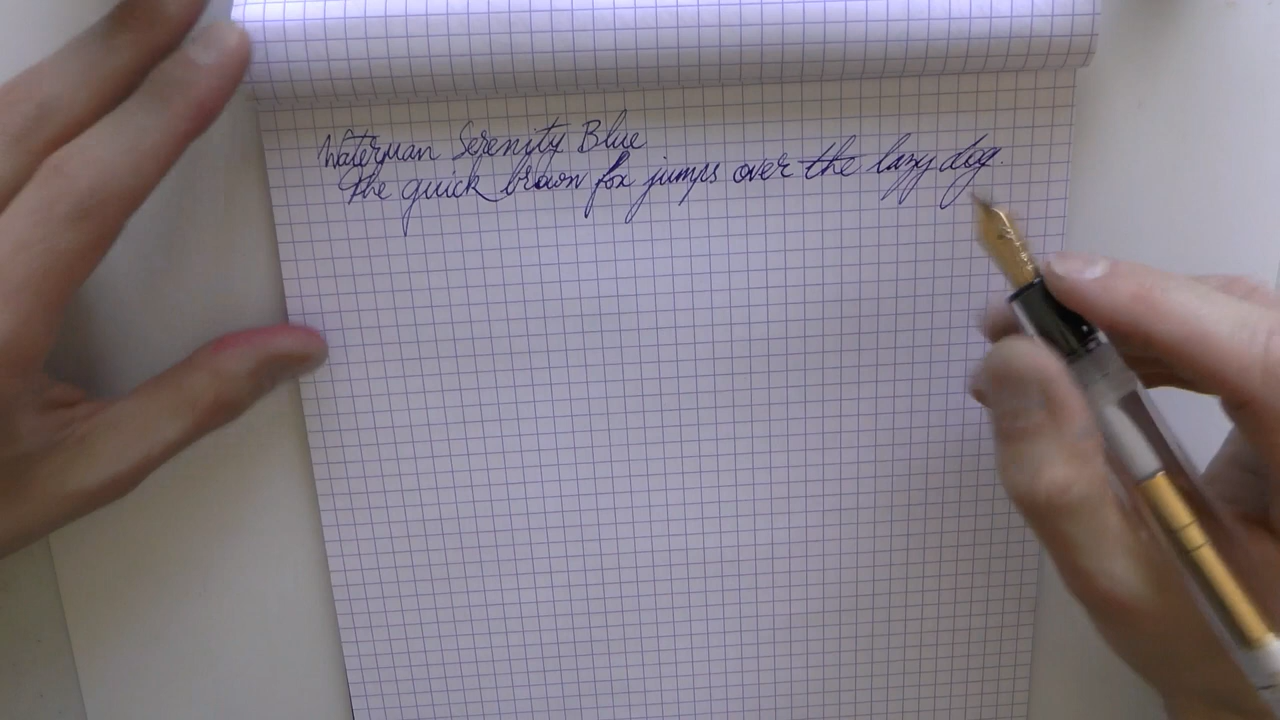 Waterman Serenity Blue
The quick brown fox jumps over the lazy dog.